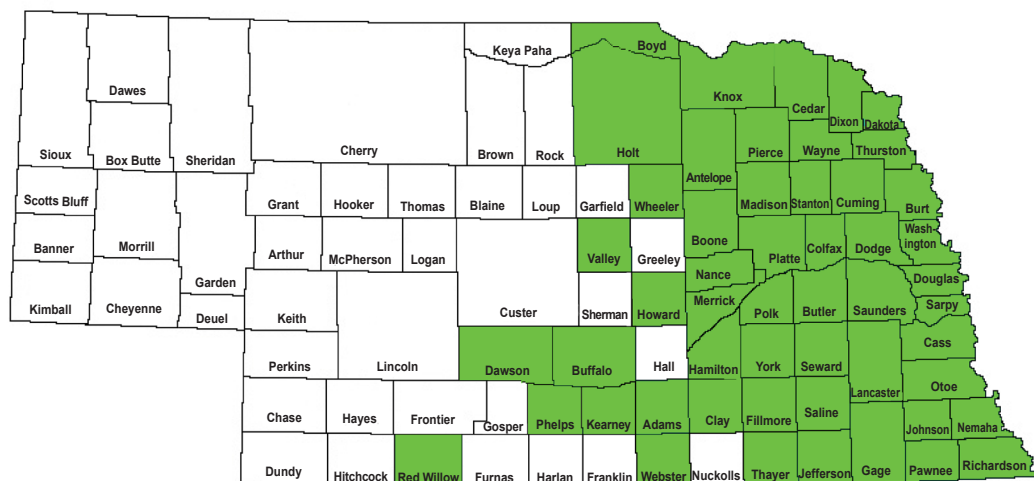 Boyd
Keya Paha
Dawes
Knox
Cedar
Dixon
Dakota
Sioux
Box Butte
Sheridan
Cherry
Brown
Rock
Holt
Pierce
Wayne
Thurston
Antelope
Scotts Bluff
Grant
Hooker
Thomas
Blaine
Loup
Garfield
Wheeler
Madison
Stanton
Cuming
Burt
Banner
Morrill
Arthur
McPherson
Logan
Valley
Greeley
Boone
Platte
Colfax
Dodge
Wash-
ington
Garden
Nance
Douglas
Kimball
Cheyenne
Deuel
Keith
Custer
Sherman
Howard
Merrick
Polk
Butler
Saunders
Sarpy
Cass
Perkins
Lincoln
Dawson
Buffalo
Hall
Hamilton
York
Seward
Lancaster
Otoe
Chase
Hayes
Frontier
Gosper
Phelps
Kearney
Adams
Clay
Fillmore
Saline
Johnson
Nemaha
Dundy
Hitchcock
Red Willow
Furnas
Harlan
Franklin
Webster
Nuckolls
Thayer
Jefferson
Gage
Pawnee
Richardson